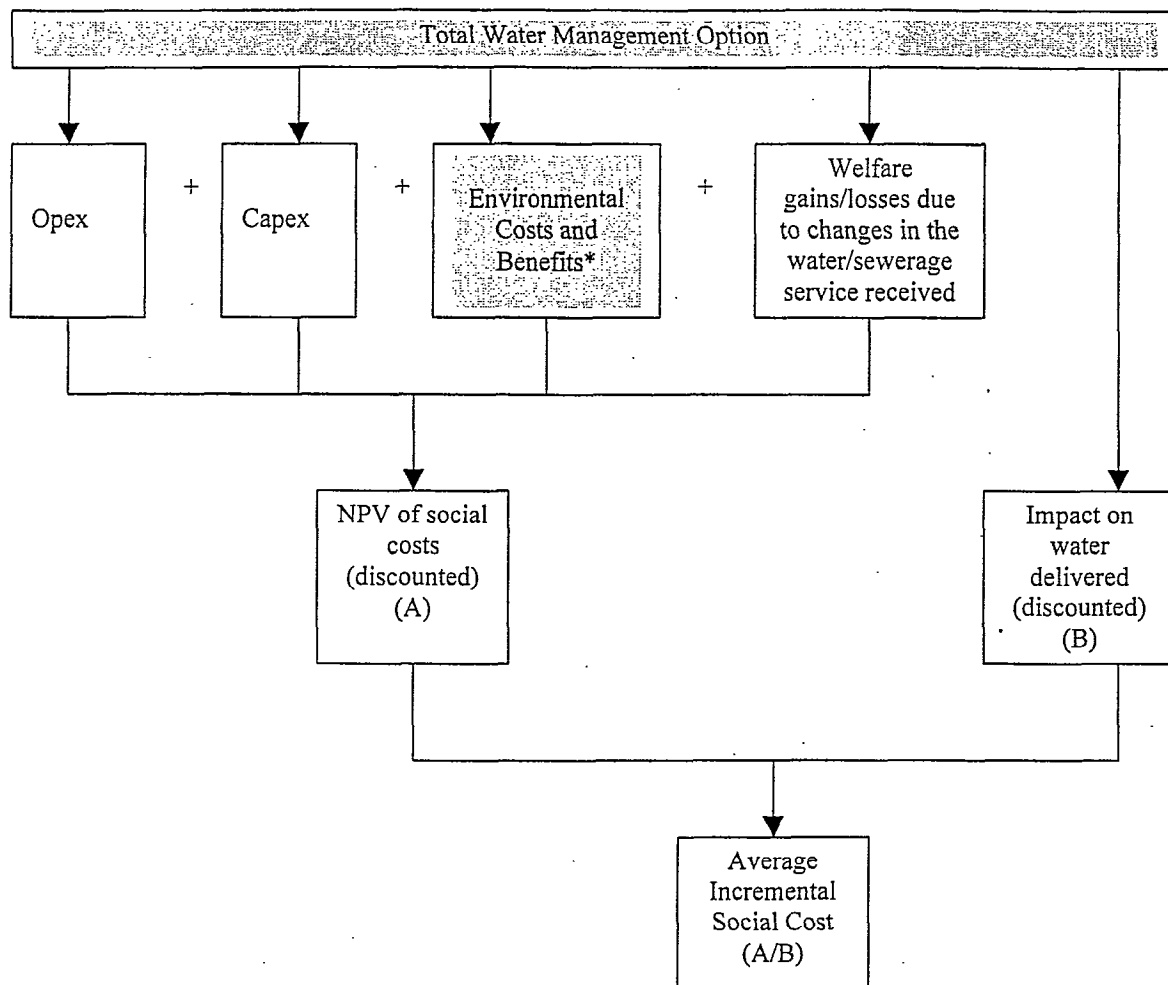 Total Water Management Option
Opex
+
Capex
+
Environmental
Costs and
Benefits*
+
Welfare
gains/losses due
to changes in the
water/sewerage
service received
NPV of social
costs
(discounted)
(A)
Impact on
water
delivered
(discounted)
(B)
Average
Incremental
Social Cost
(A/B)